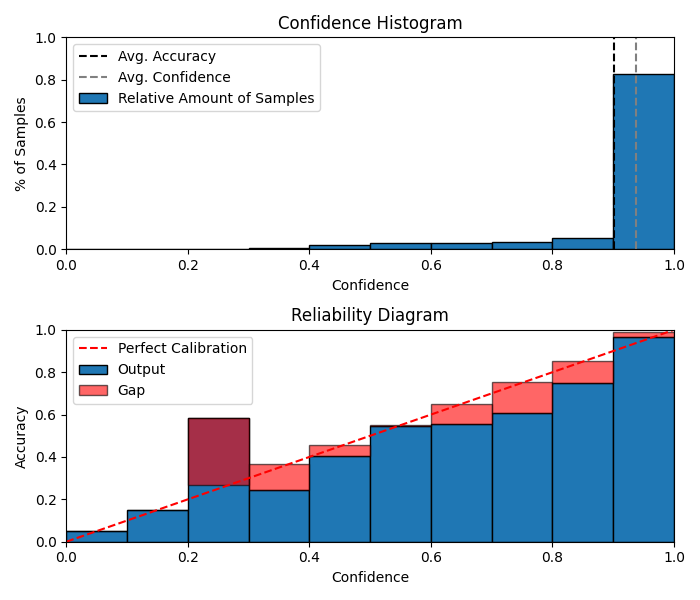 Confidence Histogram
1.0
0.8
0.6
0.4
0.2
0.0
% of Samples
Avg. Accuracy
Avg. Confidence
Relative Amount of Samples
0.0 0.2 0.4 0.6 0.8 1.0
Confidence
Reliability Diagram
1.0
0.8
0.6
0.4
0.2
0.0
Accuracy
Perfect Calibration
Output
Gap
0.0 0.2 0.4 0.6 0.8 1.0
Confidence